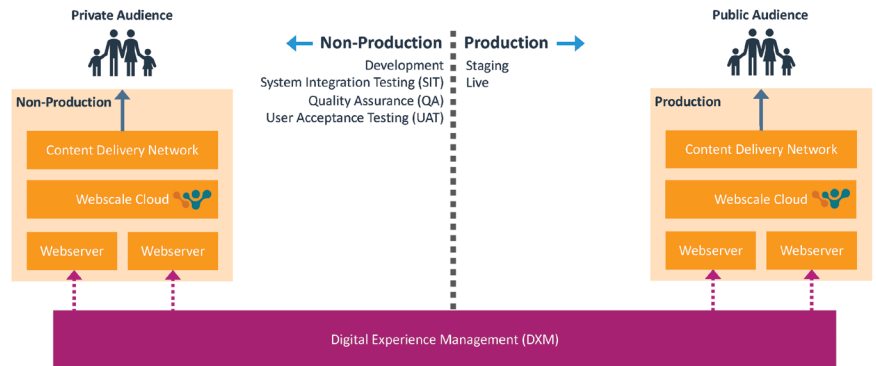 Private Audience
Public Audience
Non-Production
Production
Development
System Integration Testing (SIT)
Quality Assurance (QA)
User Acceptance Testing (UAT)
Staging
Live
Non-Production
Content Delivery Network
Webscale Cloud
Webserver
Webserver
Production
Content Delivery Network
Webscale Cloud
Webserver
Webserver
Digital Experience Management (DXM)